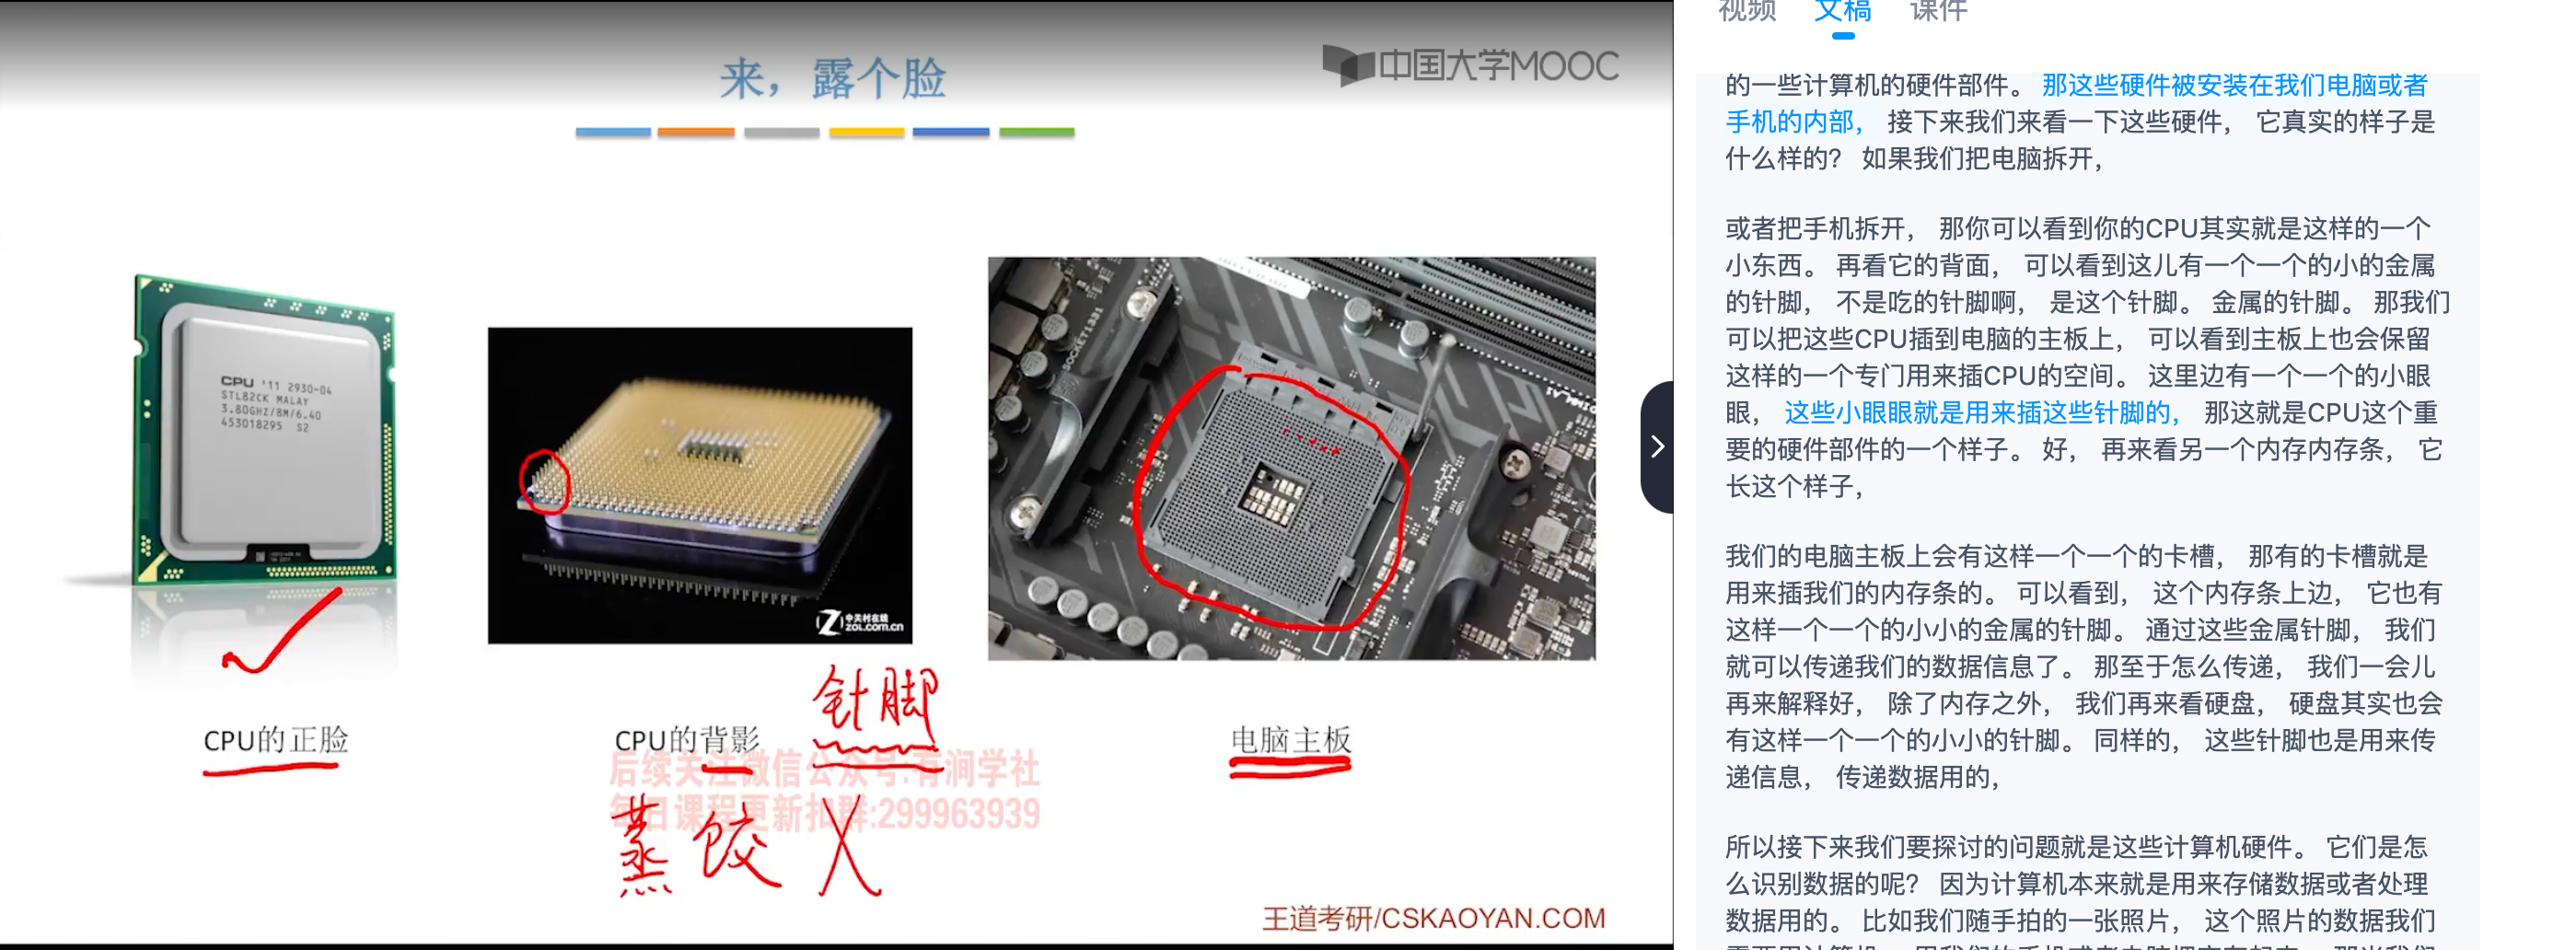 来，露个脸
中国大学MOOC
CPU '11 2930-04
STL82CK MALAY
3.80GHZ/8M/6.40
453018295 S2
SOCKET1331
中关村在线
zol.com.cn
针脚
CPU的正脸
CPU的背影
电脑主板
后续关注微信公众号:有涧学社
每日课程更新扣群:299963939
蒸饺 X
王道考研/CSKAOYAN.COM
视频 文稿 课件
的一些计算机的硬件部件。 那这些硬件被安装在我们电脑或者
手机的内部， 接下来我们来看一下这些硬件， 它真实的样子是
什么样的？ 如果我们把电脑拆开，
或者把手机拆开， 那你可以看到你的CPU其实就是这样的一个
小东西。 再看它的背面， 可以看到这儿有一个一个的小的金属
的针脚， 不是吃的针脚啊， 是这个针脚。 金属的针脚。 那我们
可以把这些CPU插到电脑的主板上， 可以看到主板上也会保留
这样的一个专门用来插CPU的空间。 这里边有一个一个的小眼
眼， 这些小眼眼就是用来插这些针脚的， 那这就是CPU这个重
要的硬件部件的一个样子。 好， 再来看另一个内存内存条， 它
长这个样子，
我们的电脑主板上会有这样一个一个的卡槽， 那有的卡槽就是
用来插我们的内存条的。 可以看到， 这个内存条上边， 它也有
这样一个一个的小小的金属的针脚。 通过这些金属针脚， 我们
就可以传递我们的数据信息了。 那至于怎么传递， 我们一会儿
再来解释好， 除了内存之外， 我们再来看硬盘， 硬盘其实也会
有这样一个一个的小小的针脚。 同样的， 这些针脚也是用来传
递信息， 传递数据用的，
所以接下来我们要探讨的问题就是这些计算机硬件。 它们是怎
么识别数据的呢？ 因为计算机本来就是用来存储数据或者处理
数据用的。 比如我们随手拍的一张照片， 这个照片的数据我们